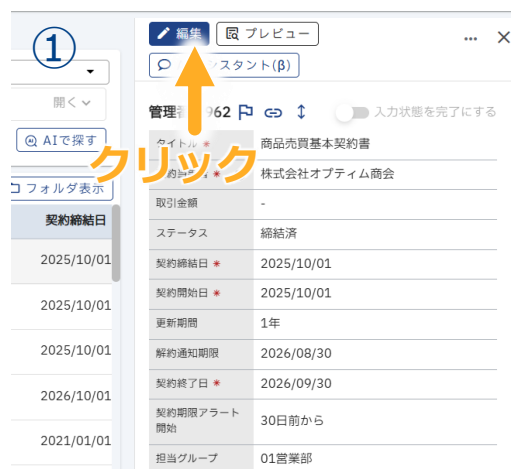 ①
編集
プレビュー
スタント(β)
開く
AIで探す
フォルダ表示
契約締結日
2025/10/01
2025/10/01
2025/10/01
2026/10/01
2021/01/01
クリック
管理 962
入力状態を完了にする
タイトル * 商品売買基本契約書
* 株式会社オプティム商会
取引金額 -
ステータス 締結済
契約締結日 * 2025/10/01
契約開始日 * 2025/10/01
更新期間 1年
解約通知期限 2026/08/30
契約終了日 * 2026/09/30
契約期限アラート
開始 30日前から
担当グループ 01営業部